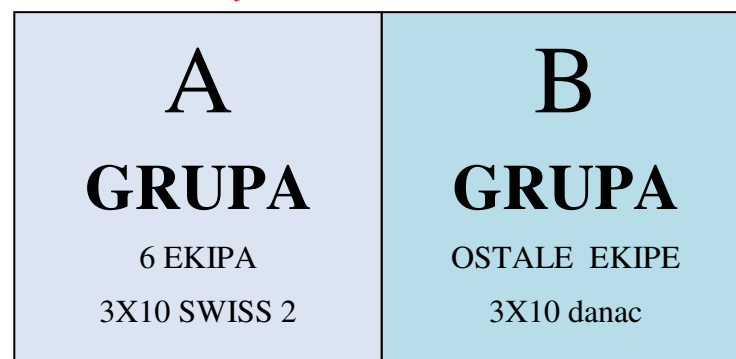 A
GRUPA
6 EKIPA
3X10 SWISS 2
B
GRUPA
OSTALE EKIPE
3X10 danac